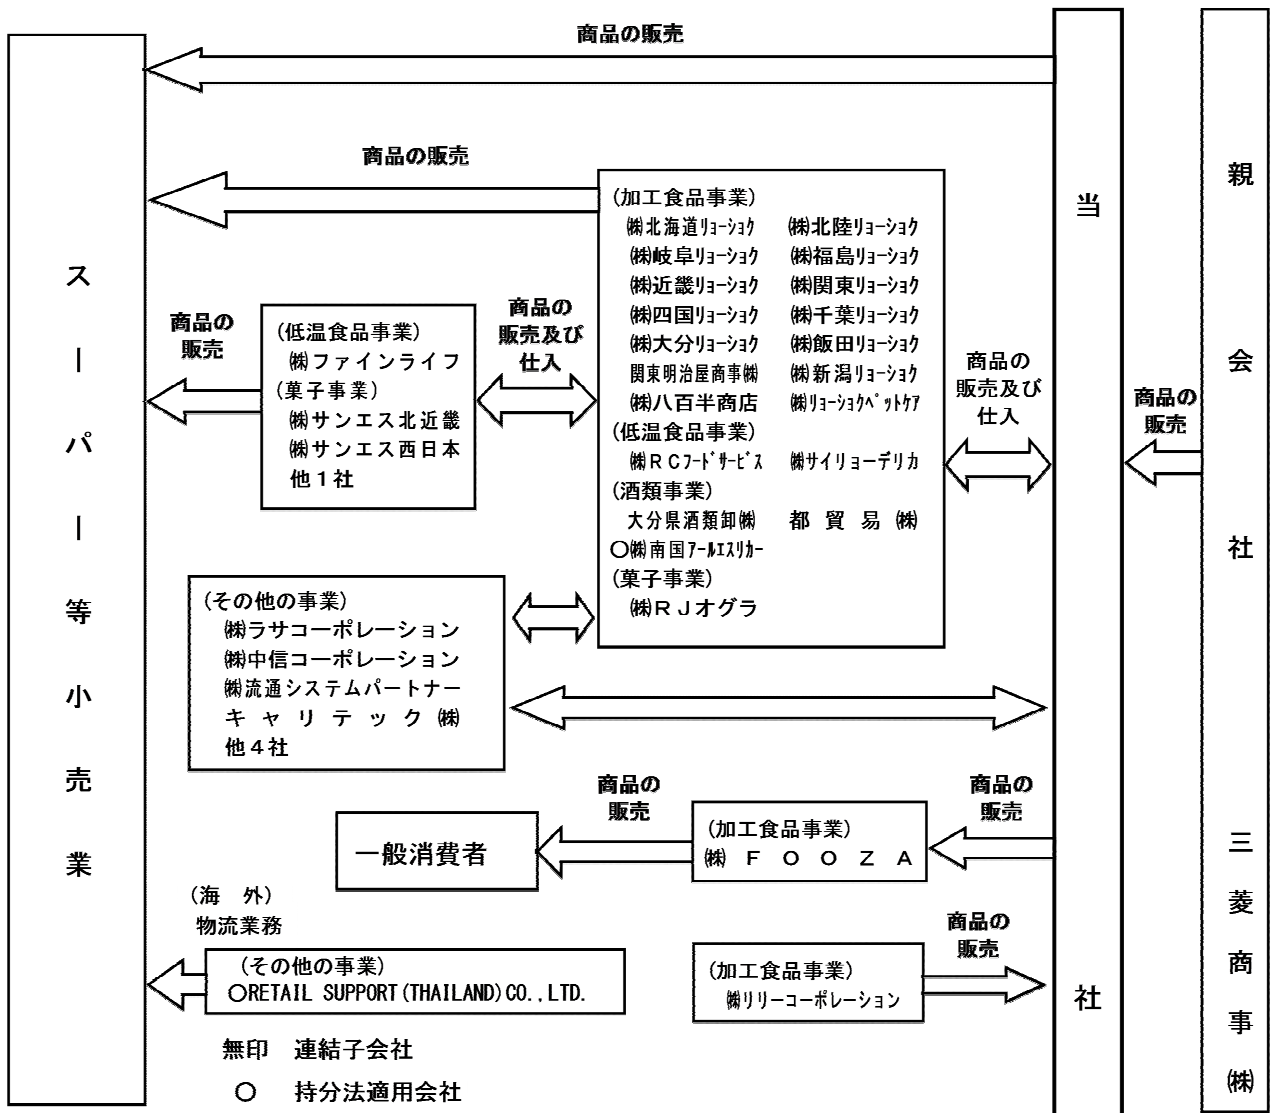 商品の販売
商品の販売
スーパー等小売業
商品の
販売
(低温食品事業)
㈱ファインライフ
(菓子事業)
㈱サンエス北近畿
㈱サンエス西日本
他１社
商品の
販売及び
仕入
(加工食品事業)
㈱北海道ﾘｮｰｼｮｸ ㈱北陸ﾘｮｰｼｮｸ
㈱岐阜ﾘｮｰｼｮｸ ㈱福島ﾘｮｰｼｮｸ
㈱近畿ﾘｮｰｼｮｸ ㈱関東ﾘｮｰｼｮｸ
㈱四国ﾘｮｰｼｮｸ ㈱千葉ﾘｮｰｼｮｸ
㈱大分ﾘｮｰｼｮｸ ㈱飯田ﾘｮｰｼｮｸ
関東明治屋商事㈱ ㈱新潟ﾘｮｰｼｮｸ
㈱八百半商店 ㈱ﾘｮｰｼｮｸﾍﾟｯﾄｹｱ
(低温食品事業)
㈱ＲＣﾌｰﾄﾞｻｰﾋﾞｽ ㈱サイリョーデリカ
(酒類事業)
大分県酒類卸㈱ 都貿易㈱
○㈱南国ｱｰﾙｴｽﾘｶｰ
(菓子事業)
㈱ＲＪオグラ
商品の
販売及び
仕入
当社
商品の
販売
親会社 三菱商事㈱
(その他の事業)
㈱ラサコーポレーション
㈱中信コーポレーション
㈱流通システムパートナー
キャリテック㈱
他４社
一般消費者
商品の
販売
(加工食品事業)
㈱ＦＯＯＺＡ
商品の
販売
(海　外)
物流業務
(その他の事業)
○RETAIL SUPPORT(THAILAND)CO.,LTD.
(加工食品事業)
㈱リリーコーポレーション
商品の
販売
無印　連結子会社
○　持分法適用会社